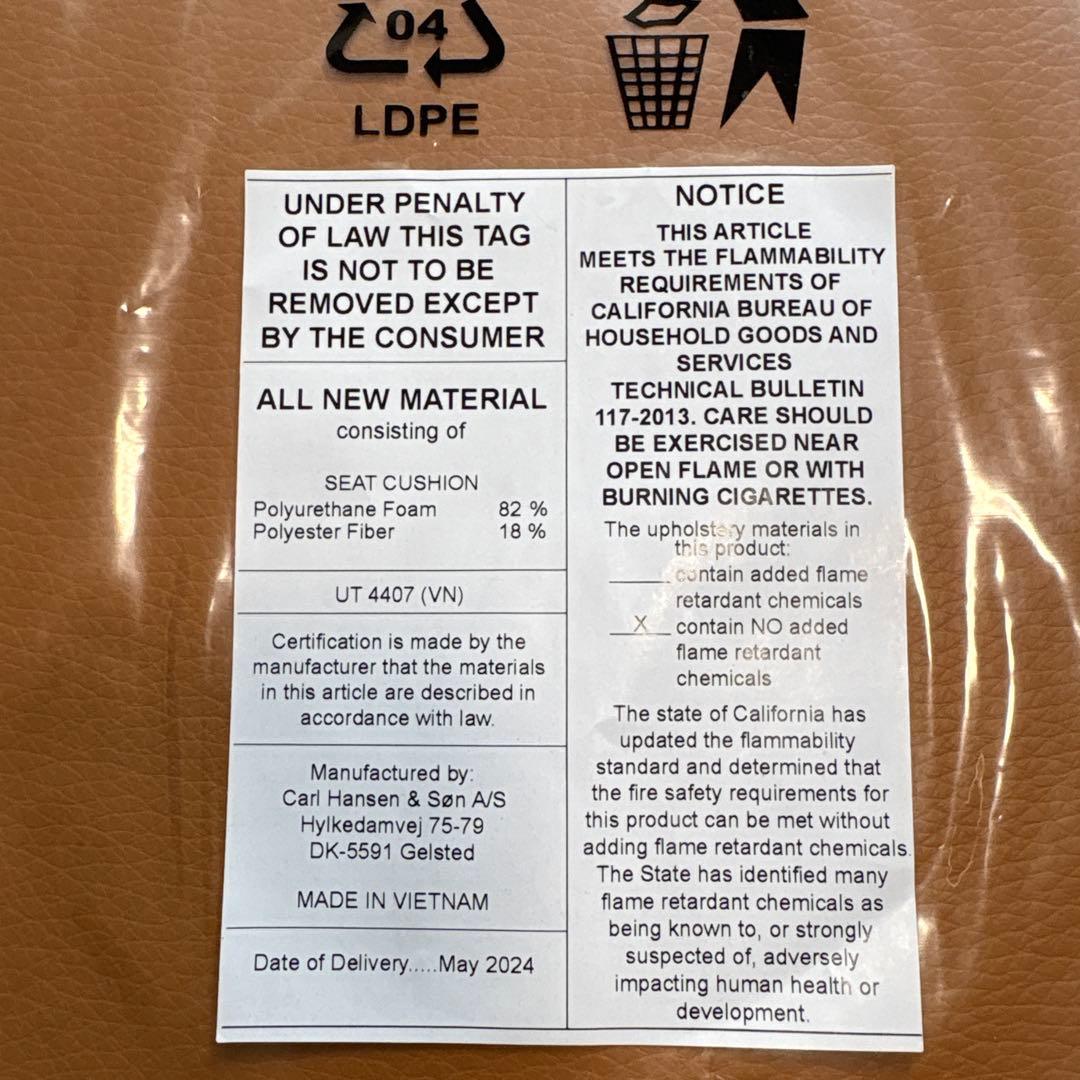 04
LDPE
UNDER PENALTY
OF LAW THIS TAG
IS NOT TO BE
REMOVED EXCEPT
BY THE CONSUMER
ALL NEW MATERIAL
consisting of
SEAT CUSHION
Polyurethane Foam 82 %
Polyester Fiber 18 %
UT 4407 (VN)
Certification is made by the
manufacturer that the materials
in this article are described in
accordance with law.
Manufactured by:
Carl Hansen & Søn A/S
Hylkedamvej 75-79
DK-5591 Gelsted
MADE IN VIETNAM
Date of Delivery.....May 2024
NOTICE
THIS ARTICLE
MEETS THE FLAMMABILITY
REQUIREMENTS OF
CALIFORNIA BUREAU OF
HOUSEHOLD GOODS AND
SERVICES
TECHNICAL BULLETIN
117-2013. CARE SHOULD
BE EXERCISED NEAR
OPEN FLAME OR WITH
BURNING CIGARETTES.
The upholstery materials in
this product:
_____ contain added flame
retardant chemicals
__X__ contain NO added
flame retardant
chemicals
The state of California has
updated the flammability
standard and determined that
the fire safety requirements for
this product can be met without
adding flame retardant chemicals.
The State has identified many
flame retardant chemicals as
being known to, or strongly
suspected of, adversely
impacting human health or
development.